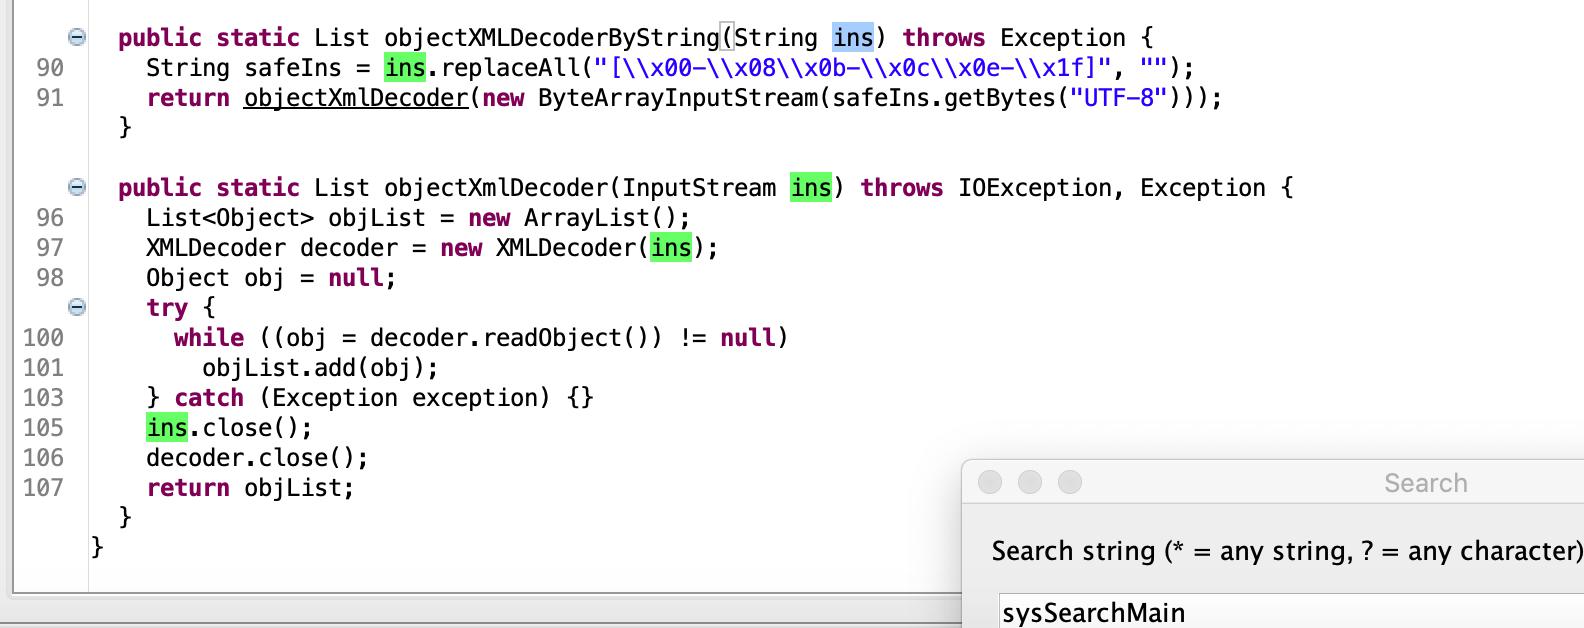 public static List objectXMLDecoderByString(String ins) throws Exception {
90 String safeIns = ins.replaceAll("[\\x00-\\x08\\x0b-\\x0c\\x0e-\\x1f]", "");
91 return objectXmlDecoder(new ByteArrayInputStream(safeIns.getBytes("UTF-8")));
}
public static List objectXmlDecoder(InputStream ins) throws IOException, Exception {
96 List<Object> objList = new ArrayList();
97 XMLDecoder decoder = new XMLDecoder(ins);
98 Object obj = null;
try {
100 while ((obj = decoder.readObject()) != null)
101 objList.add(obj);
103 } catch (Exception exception) {}
105 ins.close();
106 decoder.close();
107 return objList;
}
}
Search
Search string (* = any string, ? = any character)
sysSearchMain